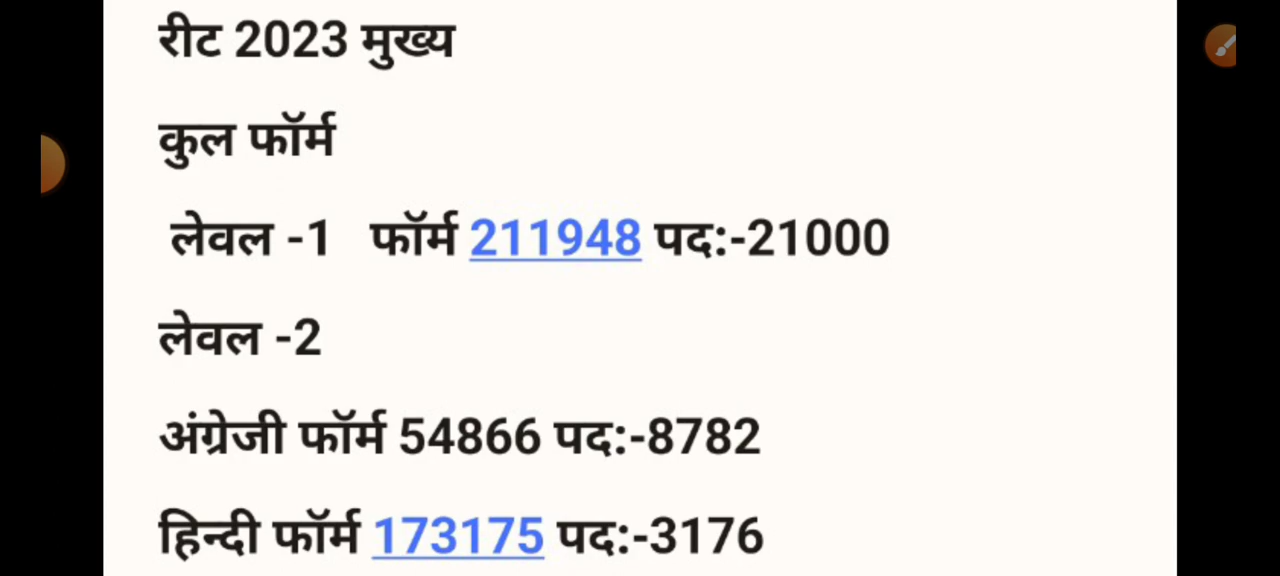 रीट 2023 मुख्य
कुल फॉर्म
लेवल -1 फॉर्म 211948 पद:-21000
लेवल -2
अंग्रेजी फॉर्म 54866 पद:-8782
हिन्दी फॉर्म 173175 पद:-3176